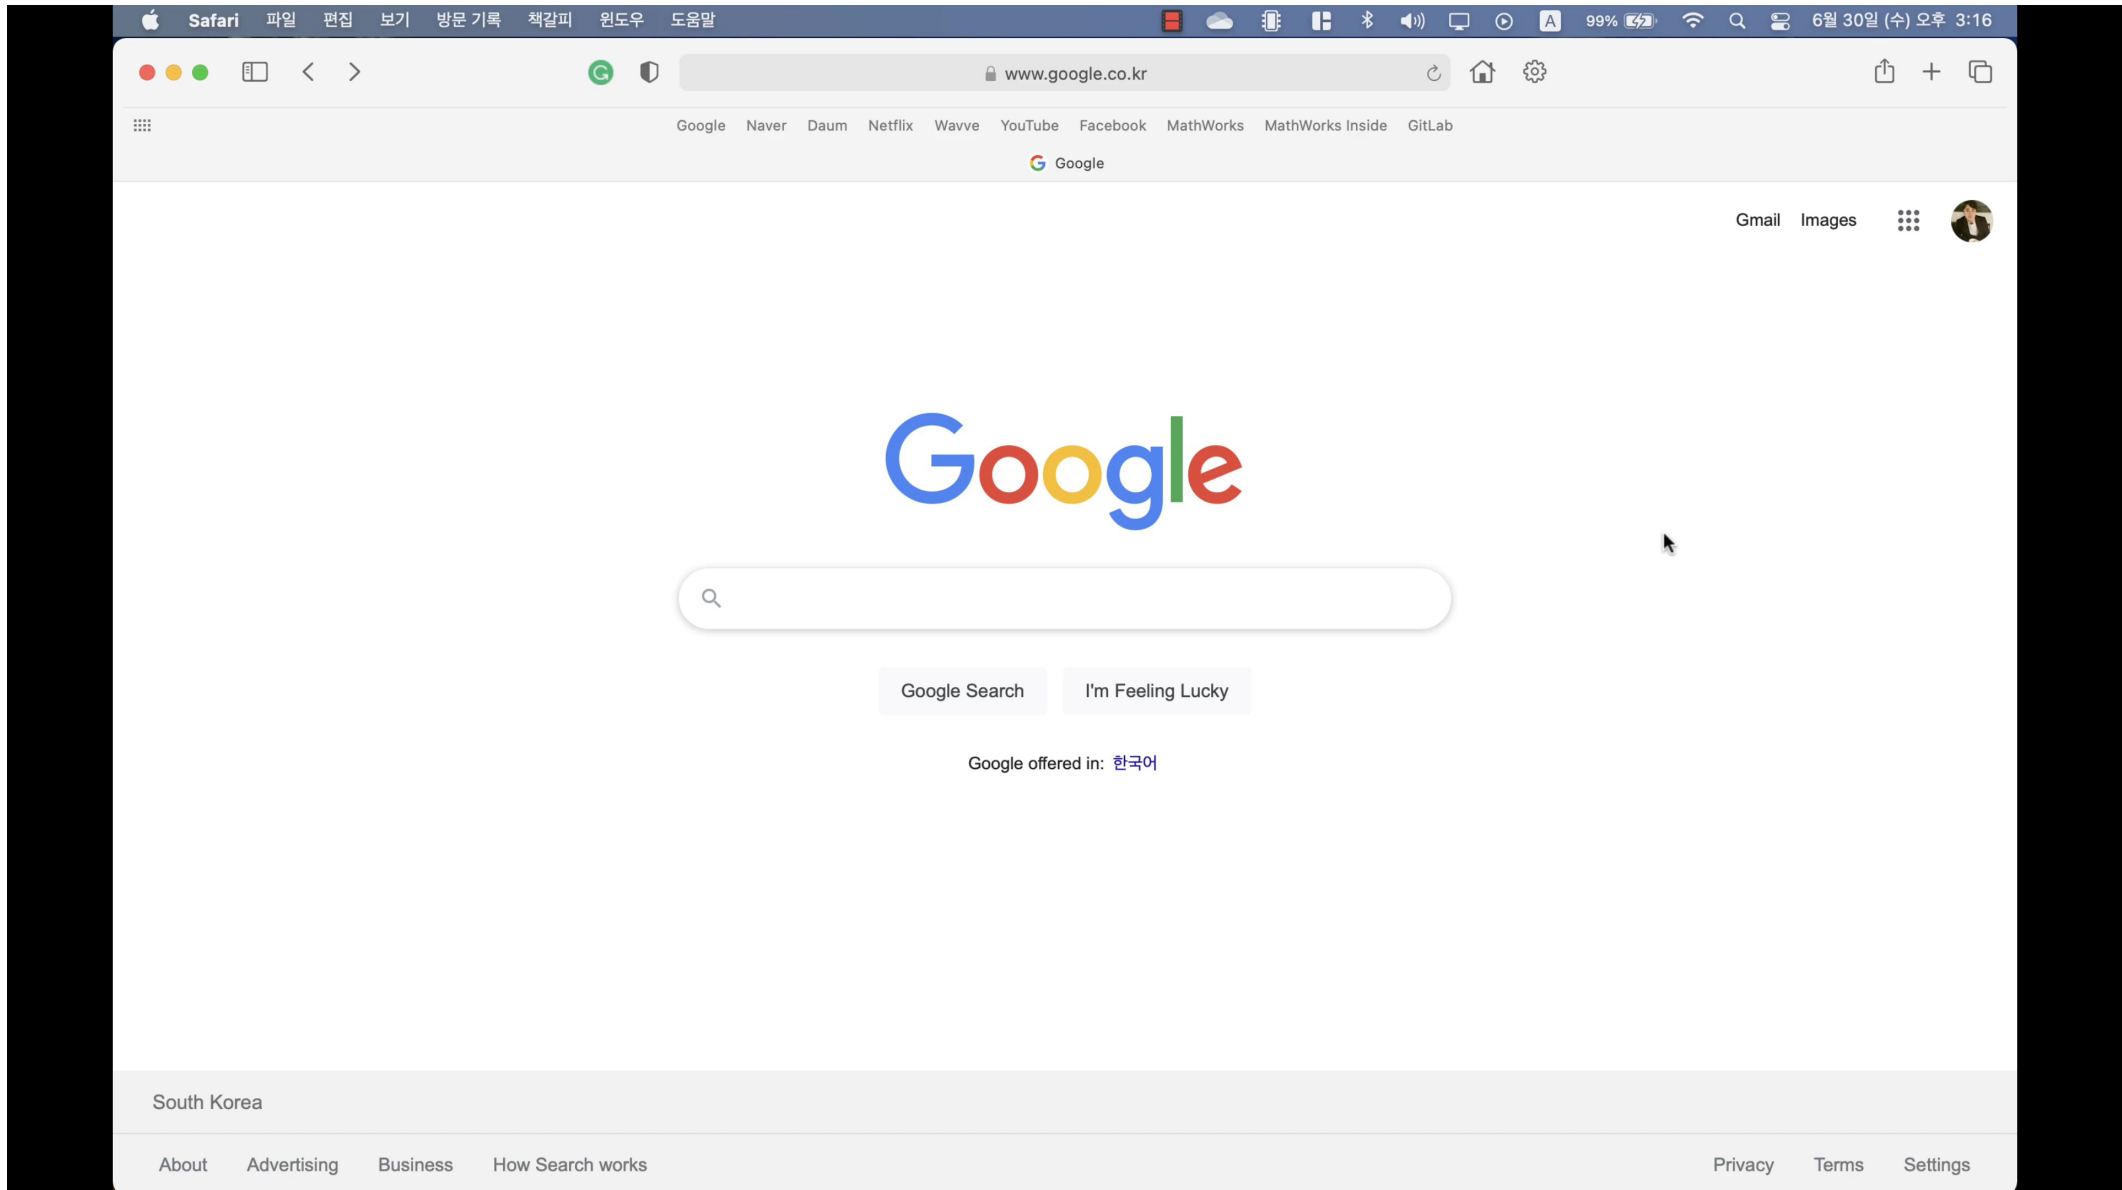 Safari 파일 편집 보기 방문 기록 책갈피 윈도우 도움말 A 99% 6월 30일 (수) 오후 3:16
www.google.co.kr
Google Naver Daum Netflix Wavve YouTube Facebook MathWorks MathWorks Inside GitLab
Google
Gmail Images
Google
Google Search I'm Feeling Lucky
Google offered in: 한국어
South Korea
About Advertising Business How Search works Privacy Terms Settings